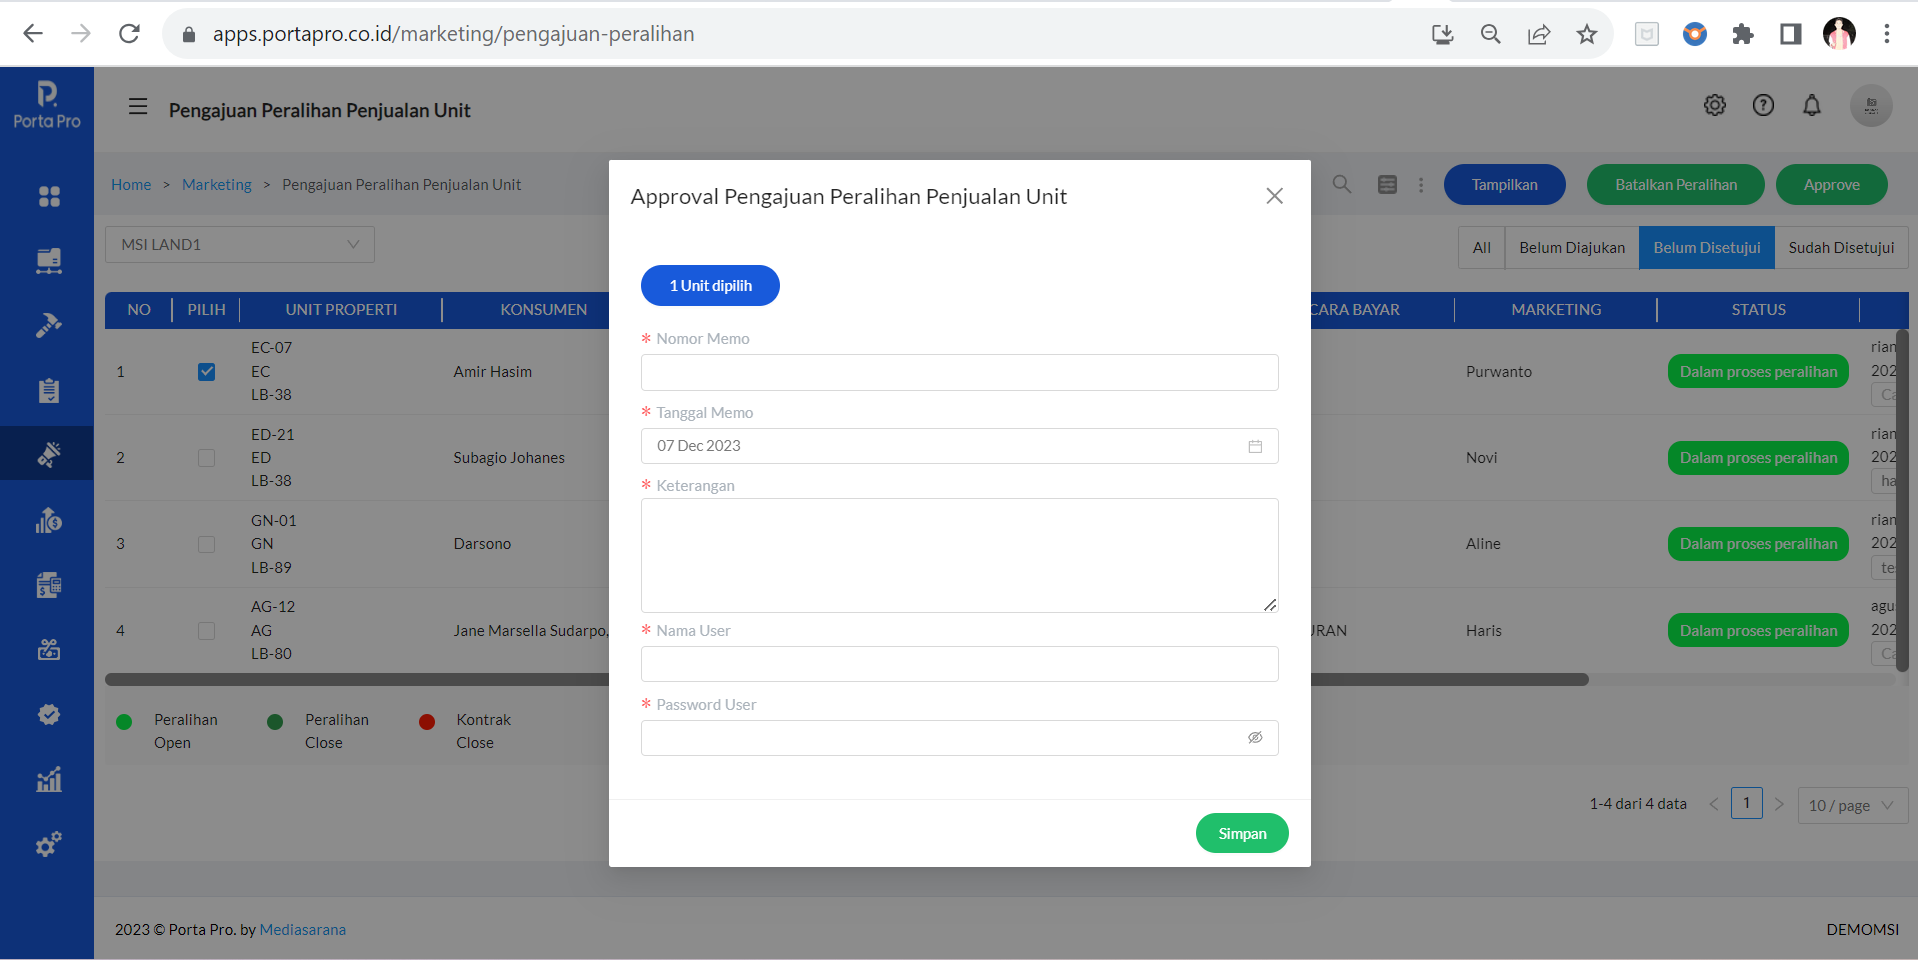 apps.portapro.co.id/marketing/pengajuan-peralihan
Porta Pro
Pengajuan Peralihan Penjualan Unit
Home > Marketing > Pengajuan Peralihan Penjualan Unit
Tampilkan
Batalkan Peralihan
Approve
MSI LAND1
All
Belum Diajukan
Belum Disetujui
Sudah Disetujui
NO
PILIH
UNIT PROPERTI
KONSUMEN
CARA BAYAR
MARKETING
STATUS
1
EC-07
EC
LB-38
Amir Hasim
Purwanto
Dalam proses peralihan
rian
202
Ca
2
ED-21
ED
LB-38
Subagio Johanes
Novi
Dalam proses peralihan
rian
202
ha
3
GN-01
GN
LB-89
Darsono
Aline
Dalam proses peralihan
rian
202
te
4
AG-12
AG
LB-80
Jane Marsella Sudarpo,
URAN
Haris
Dalam proses peralihan
agu
202
Ca
Peralihan
Open
Peralihan
Close
Kontrak
Close
1-4 dari 4 data
1
10 / page
Approval Pengajuan Peralihan Penjualan Unit
1 Unit dipilih
* Nomor Memo
* Tanggal Memo
07 Dec 2023
* Keterangan
* Nama User
* Password User
Simpan
2023 © Porta Pro. by Mediasarana
DEMOMSI